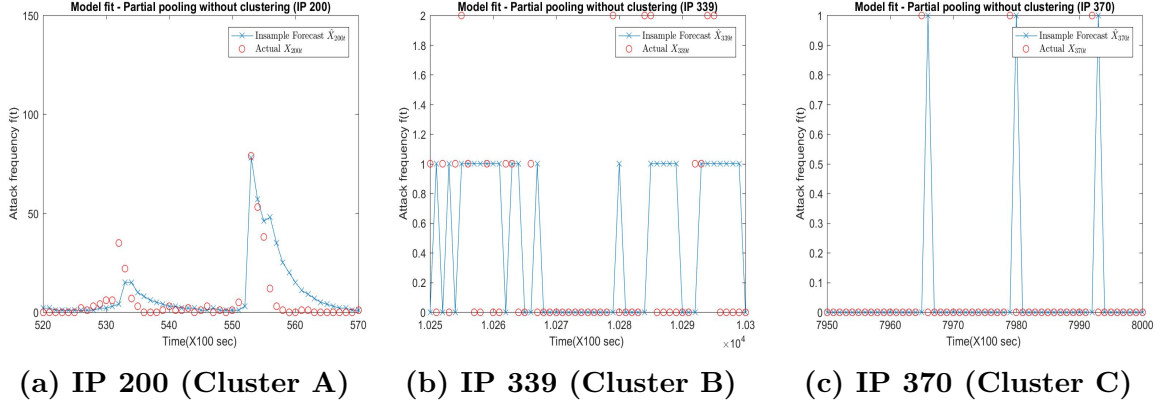 Model fit - Partial pooling without clustering (IP 200)
Attack frequency f(t)
150
100
50
0
Insample Forecast X̂200t
Actual X200t
520 530 540 550 560 570
Time(X100 sec)
(a) IP 200 (Cluster A)
Model fit - Partial pooling without clustering (IP 339)
Attack frequency f(t)
2
1.8
1.6
1.4
1.2
1
0.8
0.6
0.4
0.2
0
Insample Forecast X̂339t
Actual X339t
1.025 1.026 1.027 1.028 1.029 1.03
×10⁴
Time(X100 sec)
(b) IP 339 (Cluster B)
Model fit - Partial pooling without clustering (IP 370)
Attack frequency f(t)
1
0.9
0.8
0.7
0.6
0.5
0.4
0.3
0.2
0.1
0
Insample Forecast X̂370t
Actual X370t
7950 7960 7970 7980 7990 8000
Time(X100 sec)
(c) IP 370 (Cluster C)